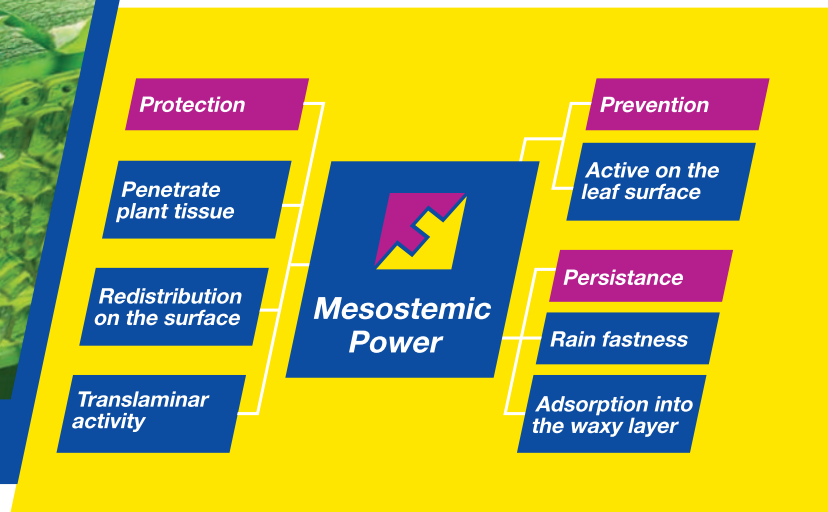 Protection
Penetrate
plant tissue
Redistribution
on the surface
Translaminar
activity
Mesostemic
Power
Prevention
Active on the
leaf surface
Persistance
Rain fastness
Adsorption into
the waxy layer